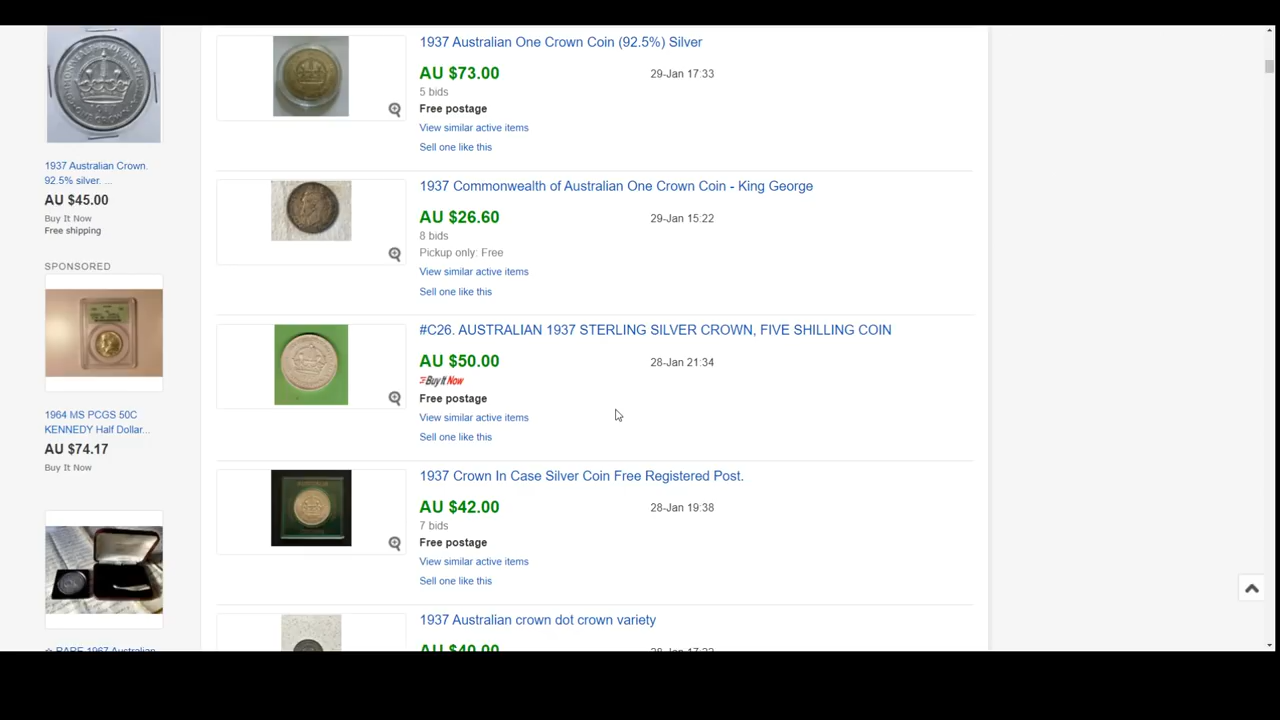 1937 Australian Crown.
92.5% silver. ...
AU $45.00
Buy It Now
Free shipping
SPONSORED
1964 MS PCGS 50C
KENNEDY Half Dollar...
AU $74.17
Buy It Now
RARE 1967 Australian
1937 Australian One Crown Coin (92.5%) Silver
AU $73.00
29-Jan 17:33
5 bids
Free postage
View similar active items
Sell one like this
1937 Commonwealth of Australian One Crown Coin - King George
AU $26.60
29-Jan 15:22
8 bids
Pickup only: Free
View similar active items
Sell one like this
#C26. AUSTRALIAN 1937 STERLING SILVER CROWN, FIVE SHILLING COIN
AU $50.00
28-Jan 21:34
Buy It Now
Free postage
View similar active items
Sell one like this
1937 Crown In Case Silver Coin Free Registered Post.
AU $42.00
28-Jan 19:38
7 bids
Free postage
View similar active items
Sell one like this
1937 Australian crown dot crown variety
AU $40.00